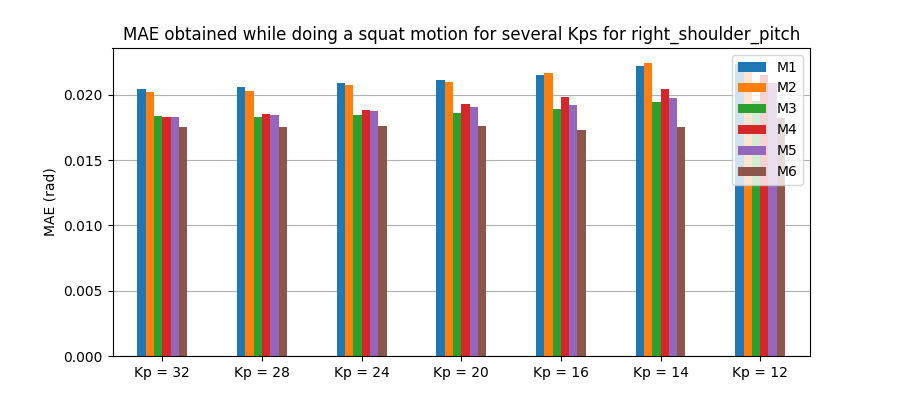 MAE obtained while doing a squat motion for several Kps for right_shoulder_pitch
MAE (rad)
0.020
0.015
0.010
0.005
0.000
Kp = 32
Kp = 28
Kp = 24
Kp = 20
Kp = 16
Kp = 14
Kp = 12
M1
M2
M3
M4
M5
M6